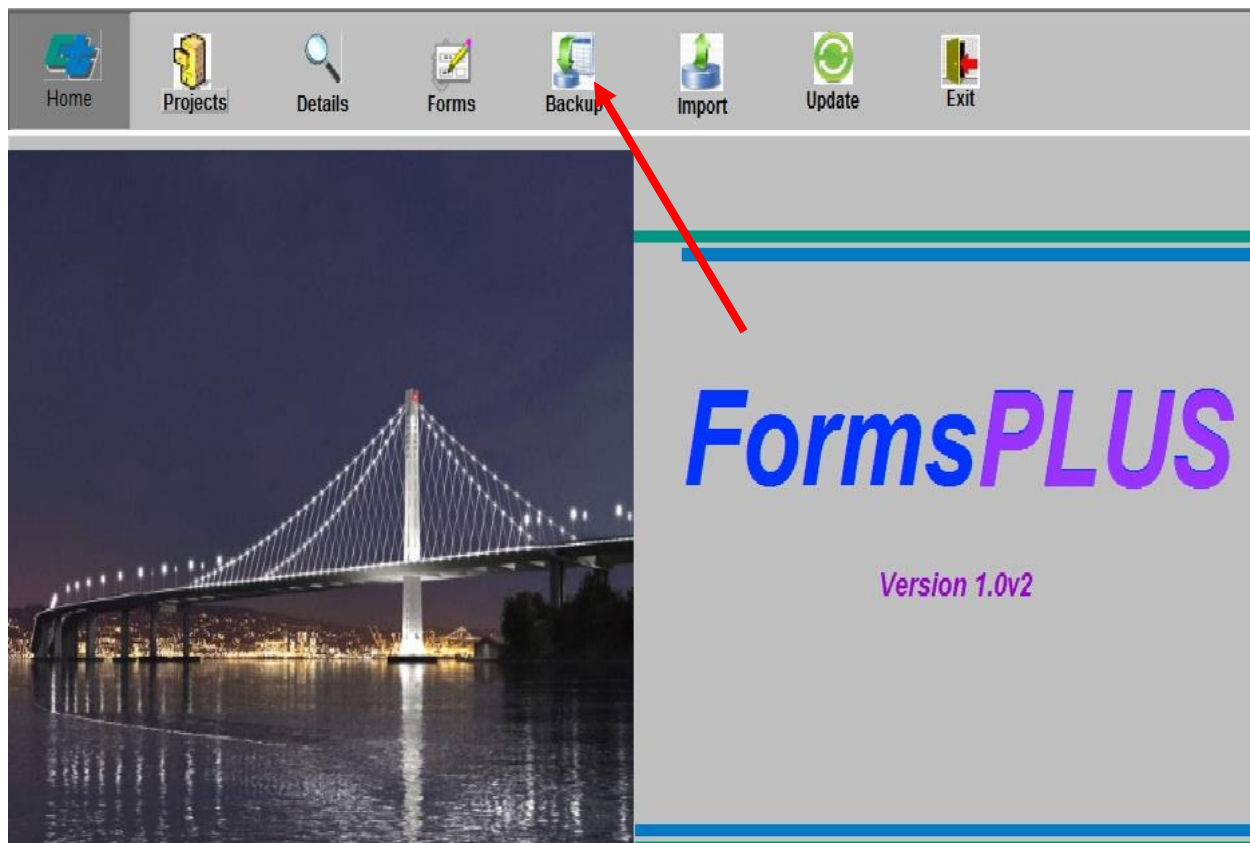 Home Projects Details Forms Backup Import Update Exit
FormsPLUS
Version 1.0v2